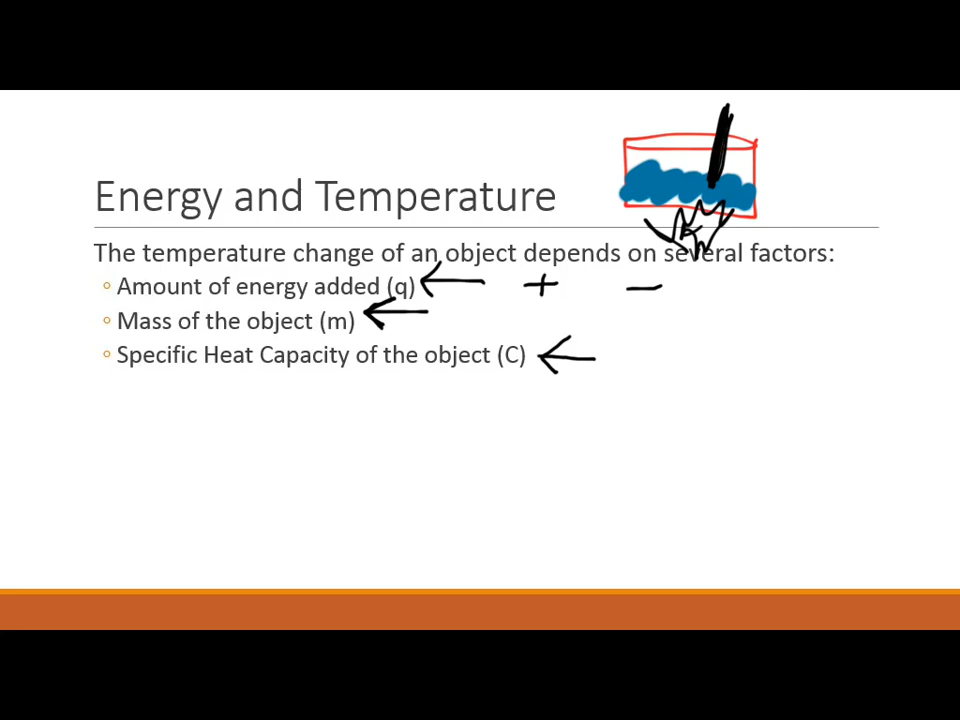 Energy and Temperature
The temperature change of an object depends on several factors:
◦ Amount of energy added (q) + −
◦ Mass of the object (m)
◦ Specific Heat Capacity of the object (C)